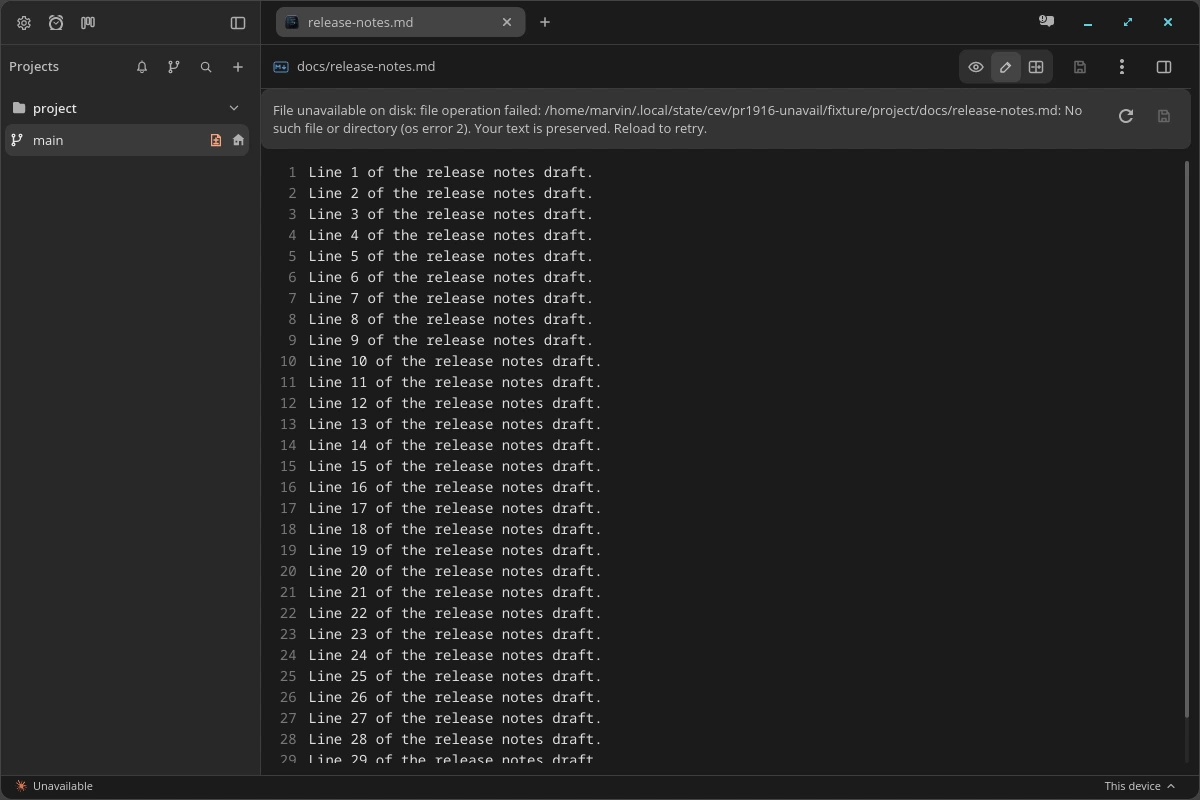 release-notes.md
Projects
docs/release-notes.md
project
main
File unavailable on disk: file operation failed: /home/marvin/.local/state/cev/pr1916-unavail/fixture/project/docs/release-notes.md: No
such file or directory (os error 2). Your text is preserved. Reload to retry.
1 Line 1 of the release notes draft.
2 Line 2 of the release notes draft.
3 Line 3 of the release notes draft.
4 Line 4 of the release notes draft.
5 Line 5 of the release notes draft.
6 Line 6 of the release notes draft.
7 Line 7 of the release notes draft.
8 Line 8 of the release notes draft.
9 Line 9 of the release notes draft.
10 Line 10 of the release notes draft.
11 Line 11 of the release notes draft.
12 Line 12 of the release notes draft.
13 Line 13 of the release notes draft.
14 Line 14 of the release notes draft.
15 Line 15 of the release notes draft.
16 Line 16 of the release notes draft.
17 Line 17 of the release notes draft.
18 Line 18 of the release notes draft.
19 Line 19 of the release notes draft.
20 Line 20 of the release notes draft.
21 Line 21 of the release notes draft.
22 Line 22 of the release notes draft.
23 Line 23 of the release notes draft.
24 Line 24 of the release notes draft.
25 Line 25 of the release notes draft.
26 Line 26 of the release notes draft.
27 Line 27 of the release notes draft.
28 Line 28 of the release notes draft.
29 Line 29 of the release notes draft
Unavailable
This device